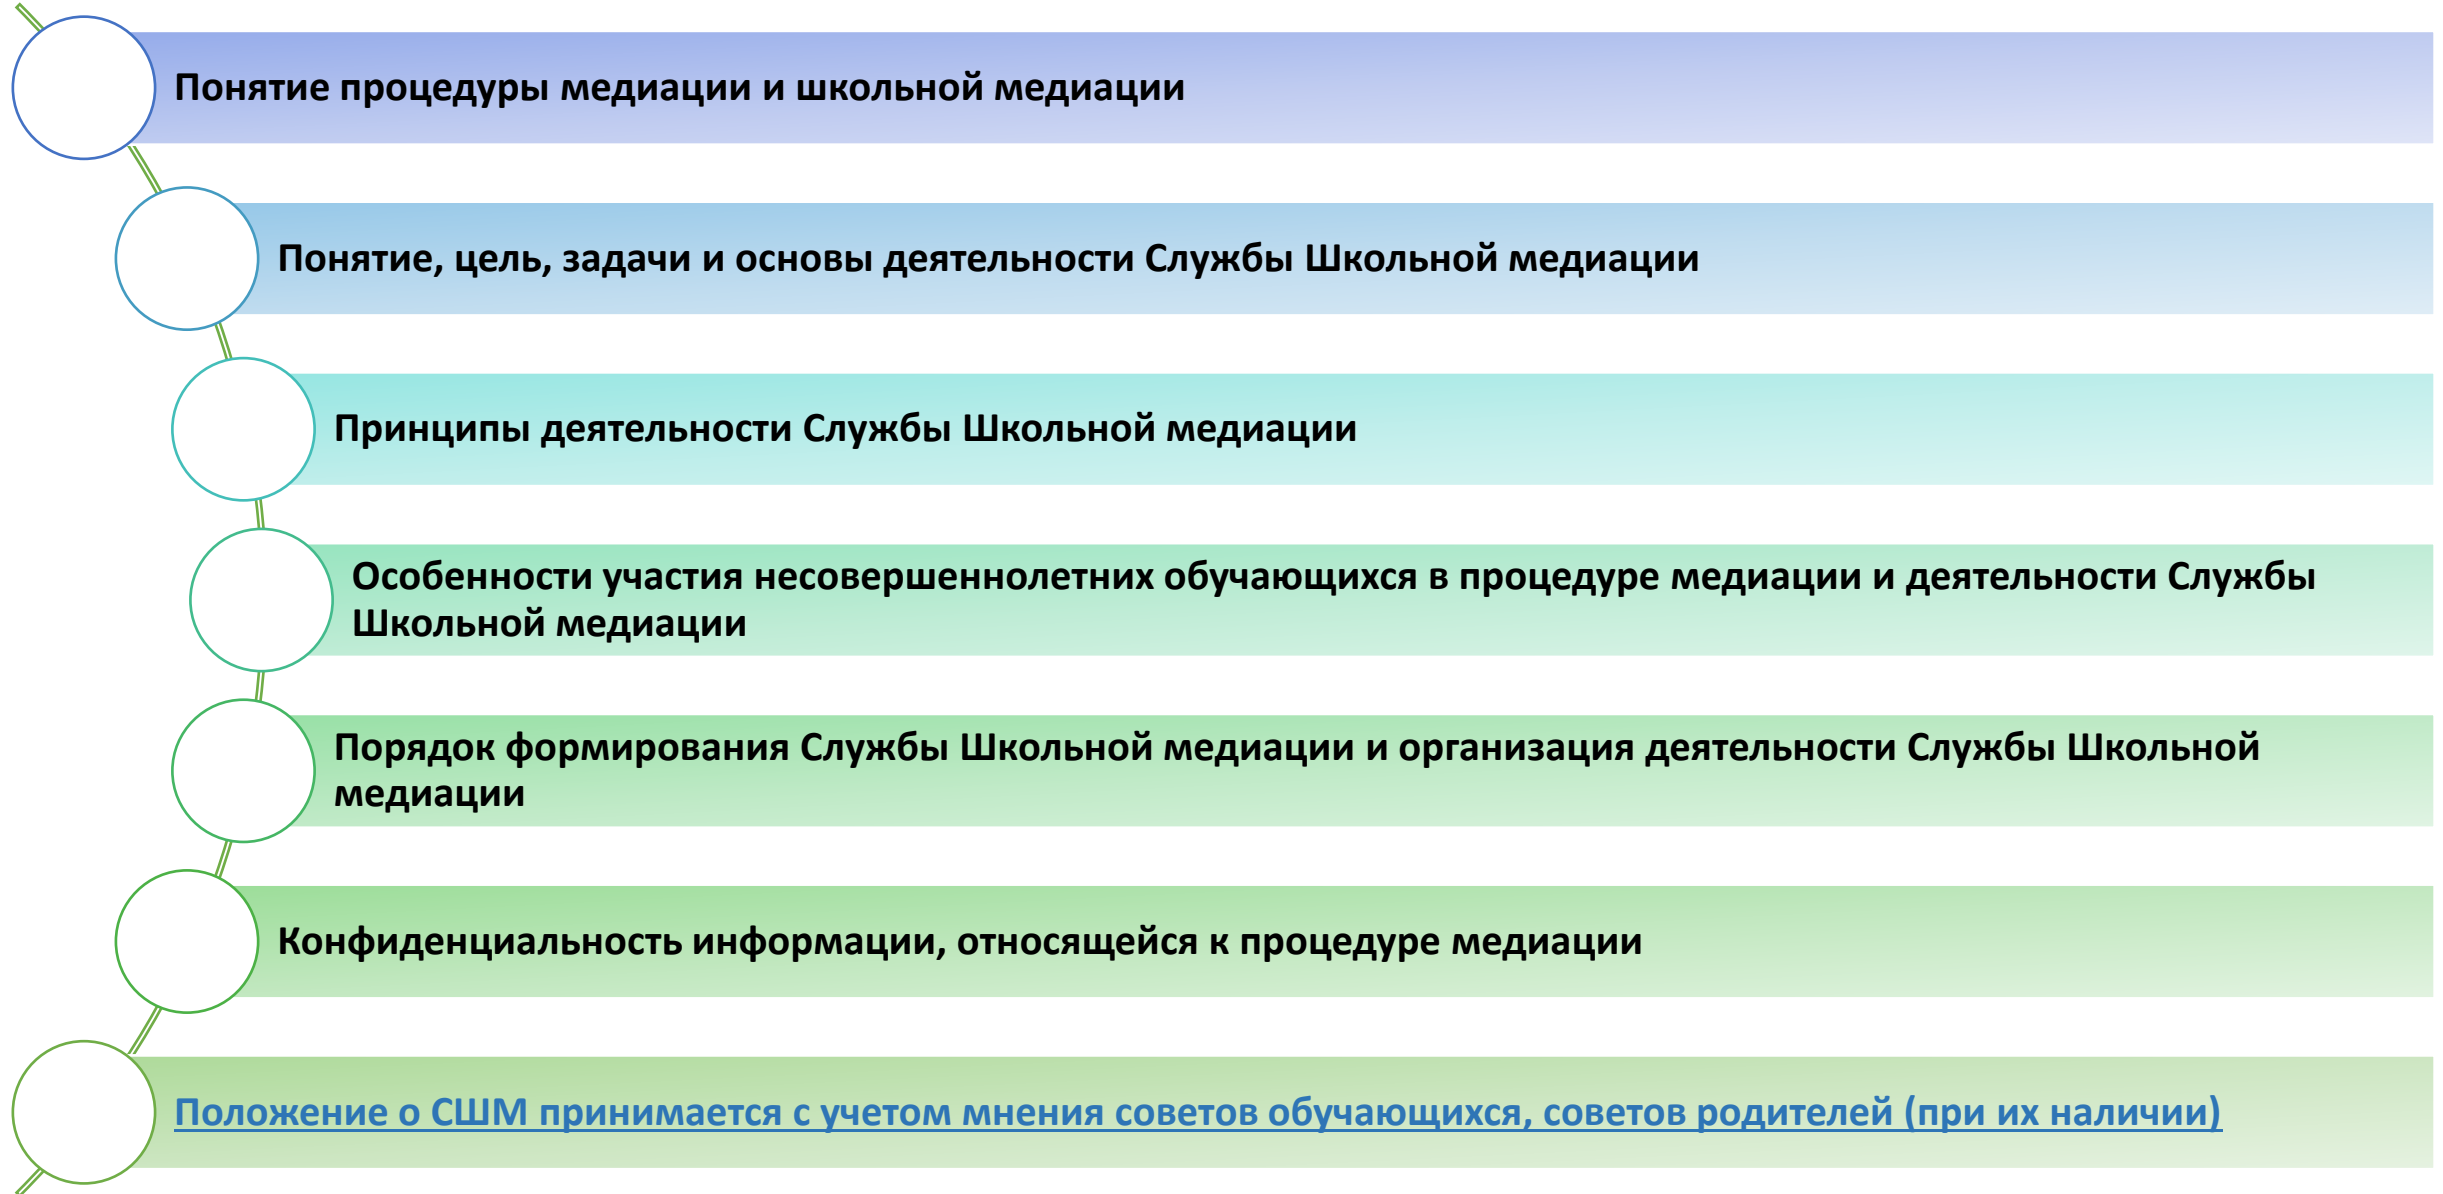 Понятие процедуры медиации и школьной медиации
Понятие, цель, задачи и основы деятельности Службы Школьной медиации
Принципы деятельности Службы Школьной медиации
Особенности участия несовершеннолетних обучающихся в процедуре медиации и деятельности Службы
Школьной медиации
Порядок формирования Службы Школьной медиации и организация деятельности Службы Школьной
медиации
Конфиденциальность информации, относящейся к процедуре медиации
Положение о СШМ принимается с учетом мнения советов обучающихся, советов родителей (при их наличии)